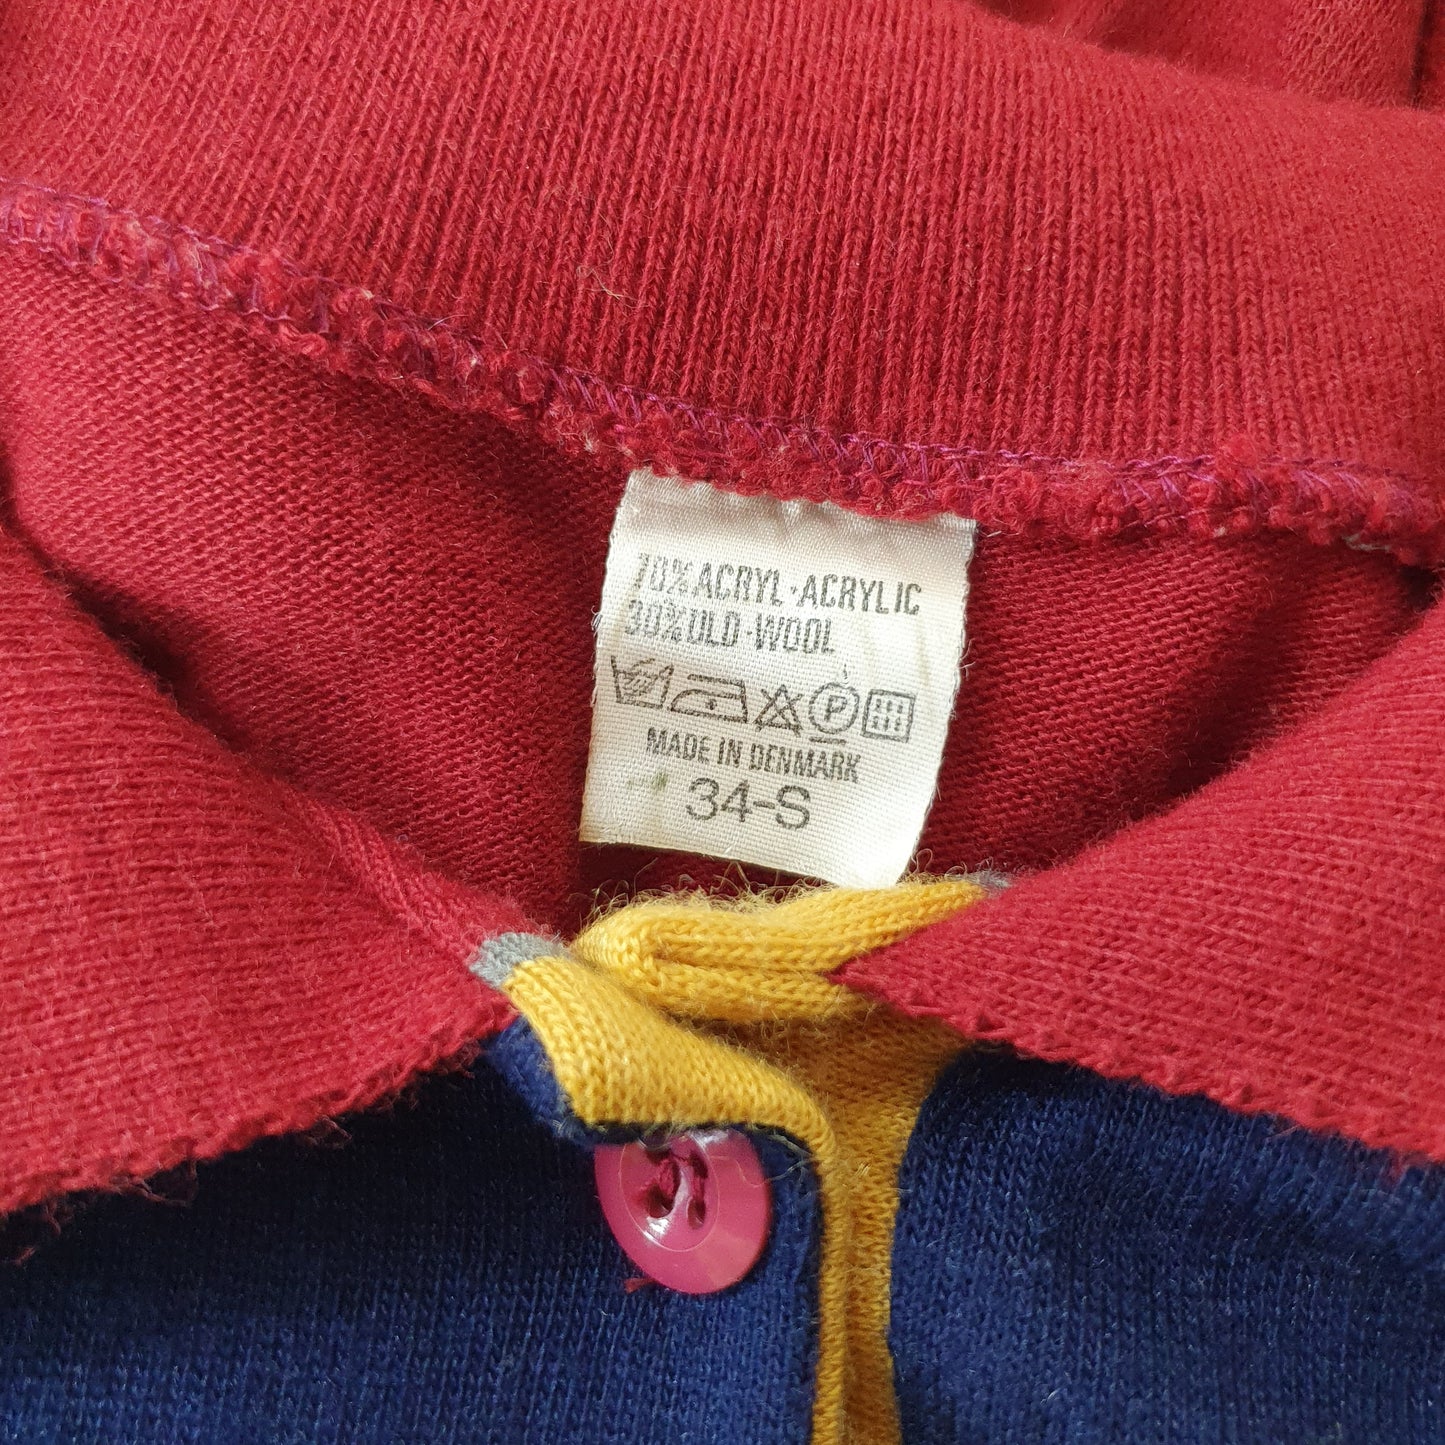 70% ACRYL · ACRYLIC
30% ULD · WOOL
P
MADE IN DENMARK
34-S